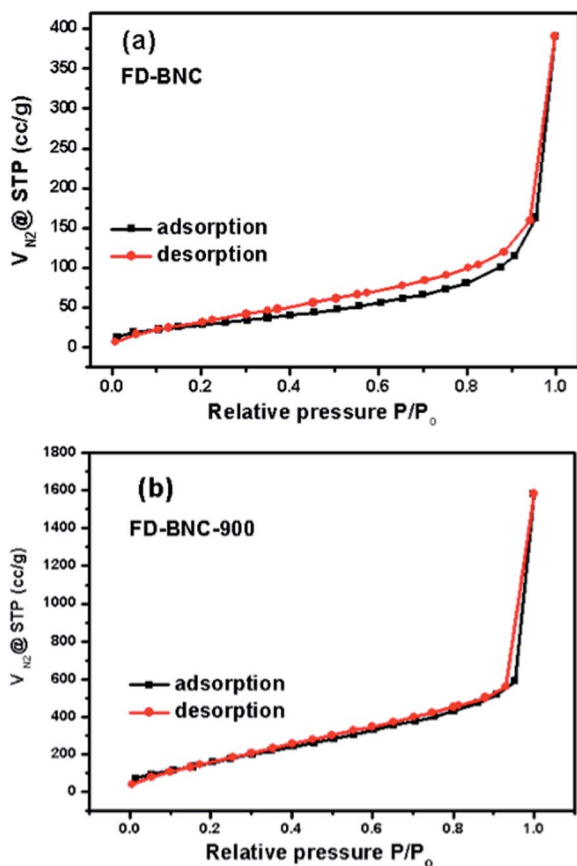 (a)
FD-BNC
400
350
300
250
200
150
100
50
0
V N2@ STP (cc/g)
adsorption
desorption
0.0 0.2 0.4 0.6 0.8 1.0
Relative pressure P/P₀
(b)
FD-BNC-900
1800
1600
1400
1200
1000
800
600
400
200
0
V N2@ STP (cc/g)
adsorption
desorption
0.0 0.2 0.4 0.6 0.8 1.0
Relative pressure P/P₀